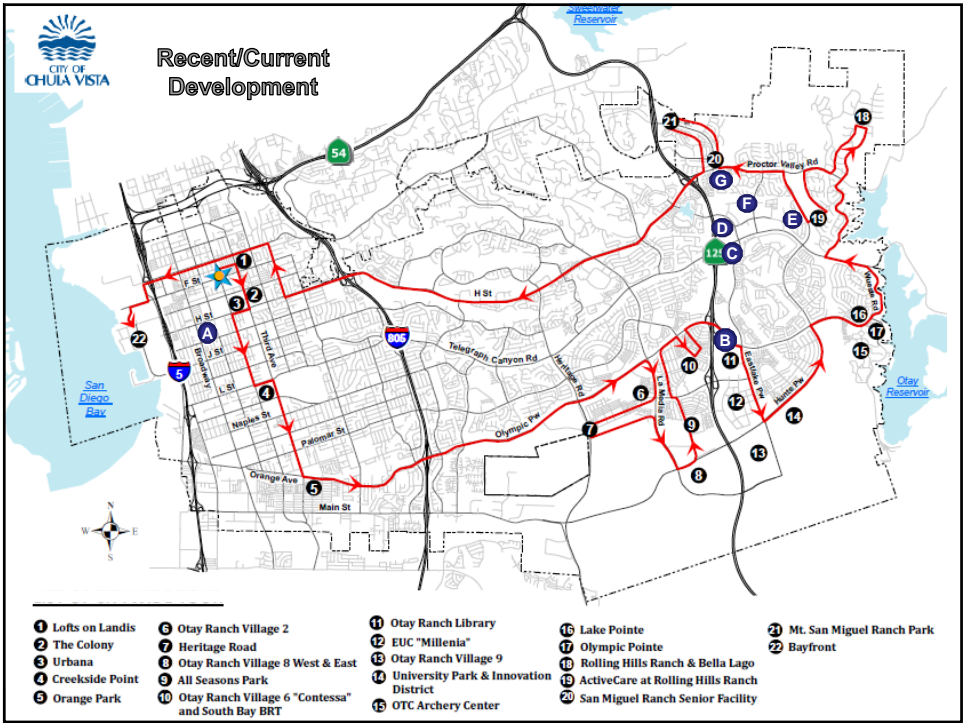 CITY OF
CHULA VISTA
Recent/Current
Development
Sweetwater
Reservoir
54
21
18
20
Proctor Valley Rd
G
F
E
19
D
125
C
1
F St
2
3
H St
H St
22
A
J St
Broadway
Third Ave
5
805
L St
4
Naples St
Palomar St
Orange Ave
5
Main St
Telegraph Canyon Rd
Heritage Rd
Olympic Pw
La Media Rd
Eastlake Pw
Hunte Pw
Wueste Rd
B
10
11
12
6
7
9
8
13
14
15
16
17
San
Diego
Bay
Otay
Reservoir
N
W
E
S
1 Lofts on Landis
2 The Colony
3 Urbana
4 Creekside Point
5 Orange Park
6 Otay Ranch Village 2
7 Heritage Road
8 Otay Ranch Village 8 West & East
9 All Seasons Park
10 Otay Ranch Village 6 "Contessa"
and South Bay BRT
11 Otay Ranch Library
12 EUC "Millenia"
13 Otay Ranch Village 9
14 University Park & Innovation
District
15 OTC Archery Center
16 Lake Pointe
17 Olympic Pointe
18 Rolling Hills Ranch & Bella Lago
19 ActiveCare at Rolling Hills Ranch
20 San Miguel Ranch Senior Facility
21 Mt. San Miguel Ranch Park
22 Bayfront